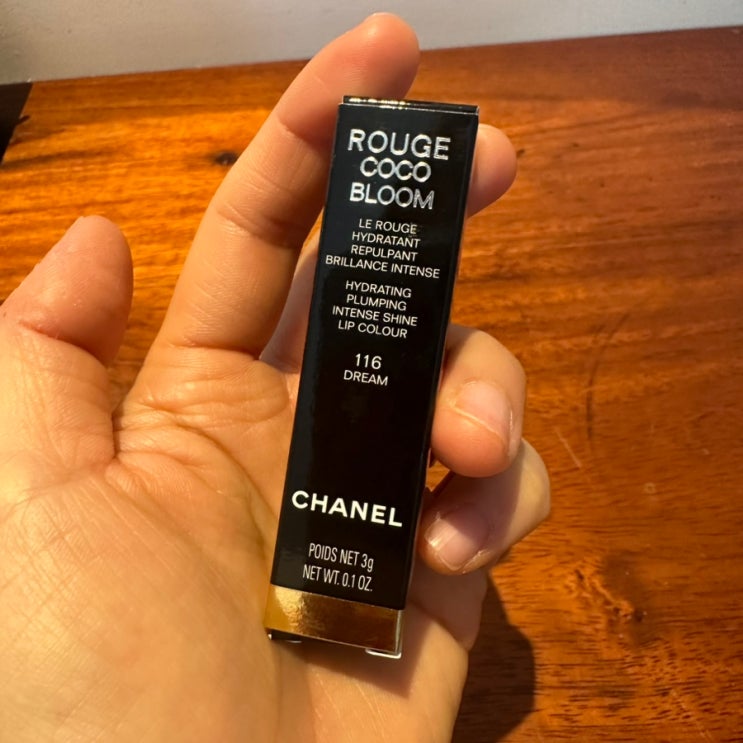 ROUGE
COCO
BLOOM
LE ROUGE
HYDRATANT
REPULPANT
BRILLANCE INTENSE
HYDRATING
PLUMPING
INTENSE SHINE
LIP COLOUR
116
DREAM
CHANEL
POIDS NET 3g
NET WT. 0.1 OZ.